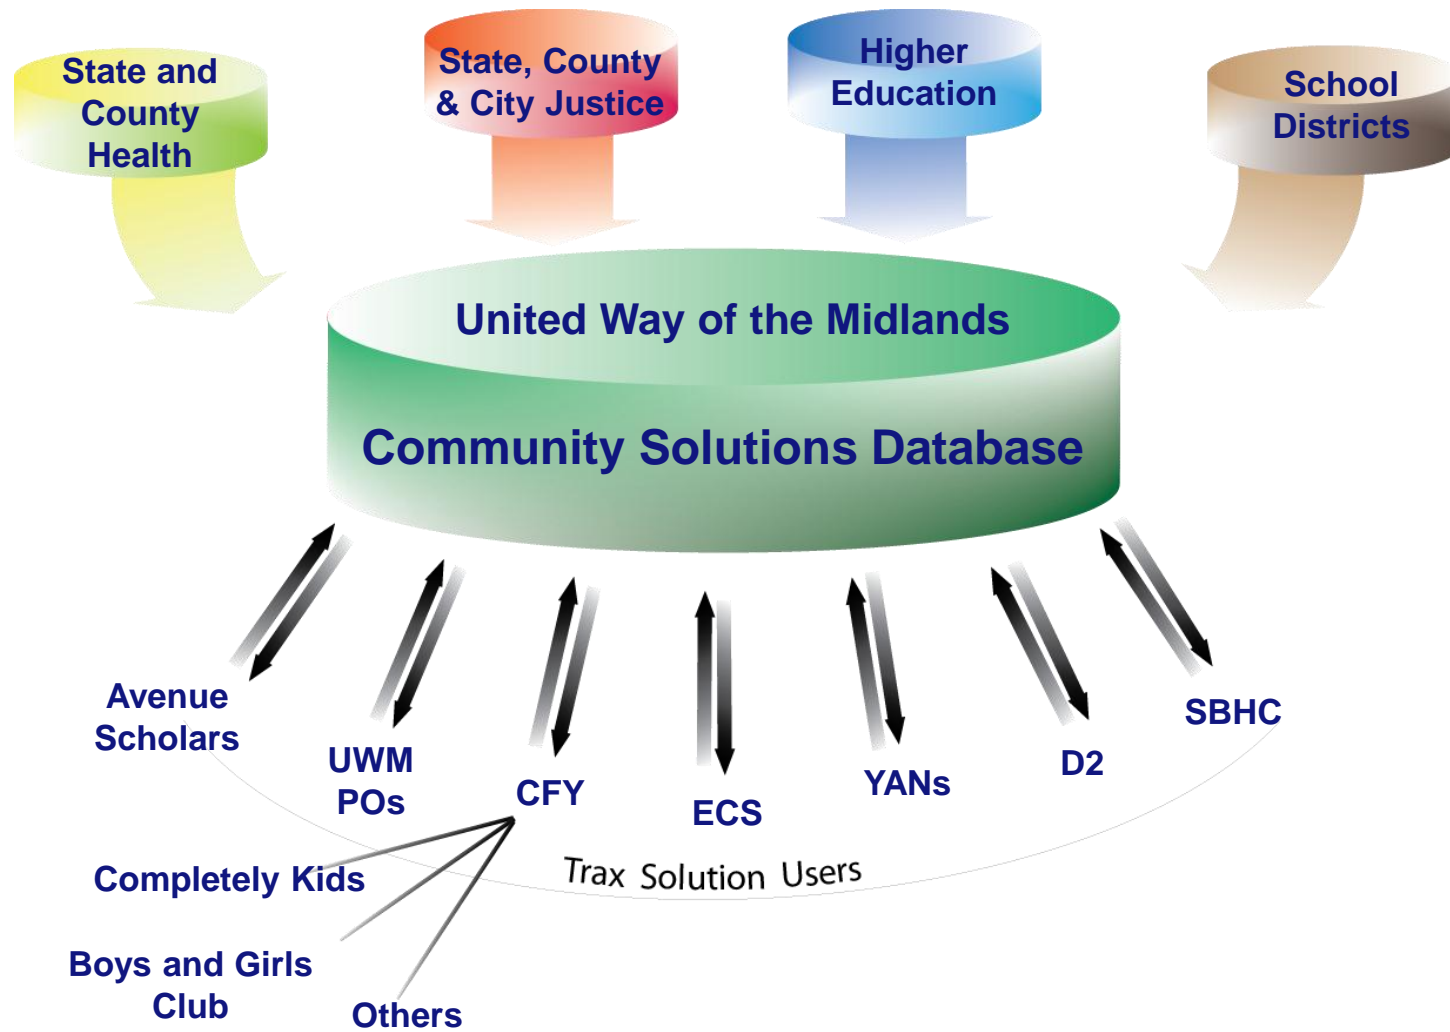 State and
County
Health
State, County
& City Justice
Higher
Education
School
Districts
United Way of the Midlands
Community Solutions Database
Avenue
Scholars
UWM
POs
CFY
ECS
YANs
D2
SBHC
Trax Solution Users
Completely Kids
Boys and Girls
Club
Others